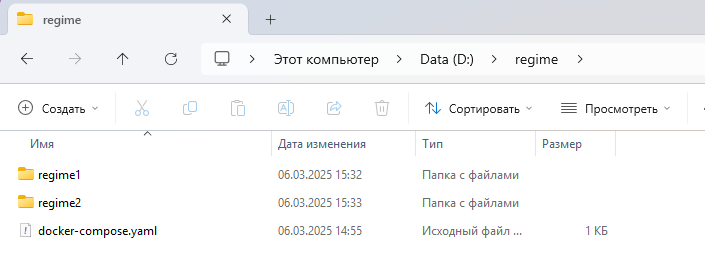 regime
Этот компьютер Data (D:) regime
Создать Сортировать Просмотреть
Имя Дата изменения Тип Размер
regime1 06.03.2025 15:32 Папка с файлами
regime2 06.03.2025 15:33 Папка с файлами
docker-compose.yaml 06.03.2025 14:55 Исходный файл ... 1 КБ